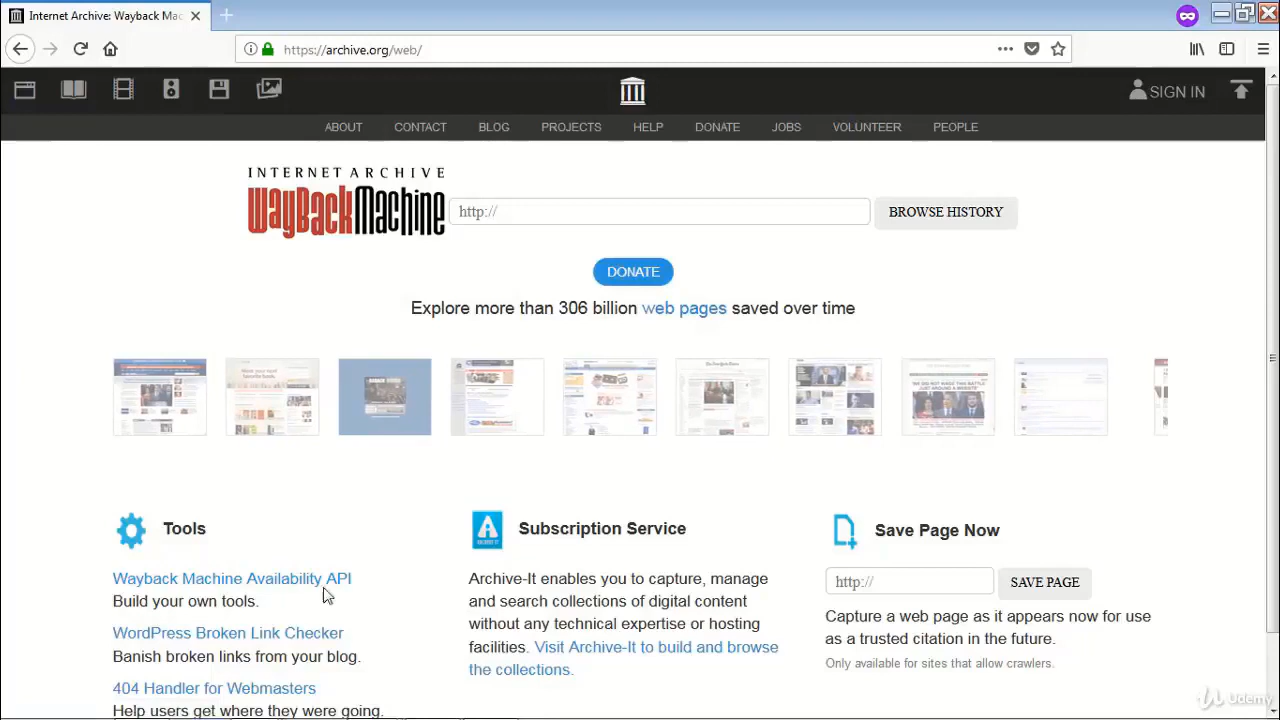 Internet Archive: Wayback Mac
https://archive.org/web/
SIGN IN
ABOUT CONTACT BLOG PROJECTS HELP DONATE JOBS VOLUNTEER PEOPLE
INTERNET ARCHIVE
WayBackMachine
http://
BROWSE HISTORY
DONATE
Explore more than 306 billion web pages saved over time
Tools
Wayback Machine Availability API
Build your own tools.
WordPress Broken Link Checker
Banish broken links from your blog.
404 Handler for Webmasters
Help users get where they were going.
Subscription Service
Archive-It enables you to capture, manage
and search collections of digital content
without any technical expertise or hosting
facilities. Visit Archive-It to build and browse
the collections.
Save Page Now
http://
SAVE PAGE
Capture a web page as it appears now for use
as a trusted citation in the future.
Only available for sites that allow crawlers.
Udemy